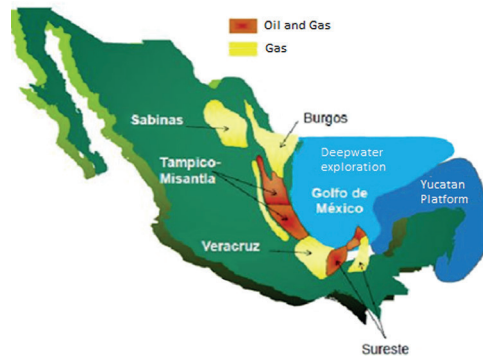 Oil and Gas
Gas
Sabinas
Burgos
Tampico-
Misantla
Deepwater
exploration
Golfo de
México
Yucatan
Platform
Veracruz
Sureste